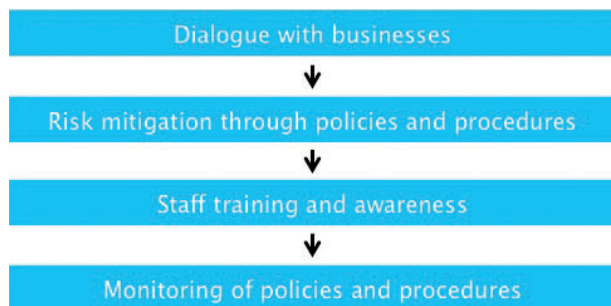 Dialogue with businesses
Risk mitigation through policies and procedures
Staff training and awareness
Monitoring of policies and procedures